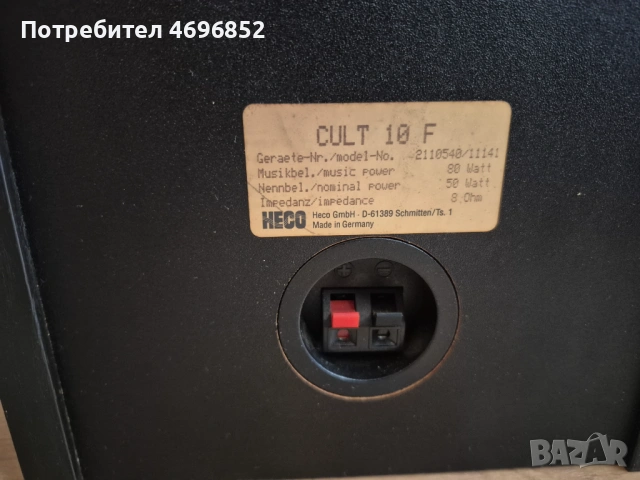 Потребител 4696852
CULT 10 F
Geraete-Nr./model-No. 2110540/11141
Musikbel./music power 80 Watt
Nennbel./nominal power 50 Watt
Impedanz/impedance 8 Ohm
HECO Heco GmbH · D-61389 Schmitten/Ts. 1
Made in Germany
+ −
BAZAR